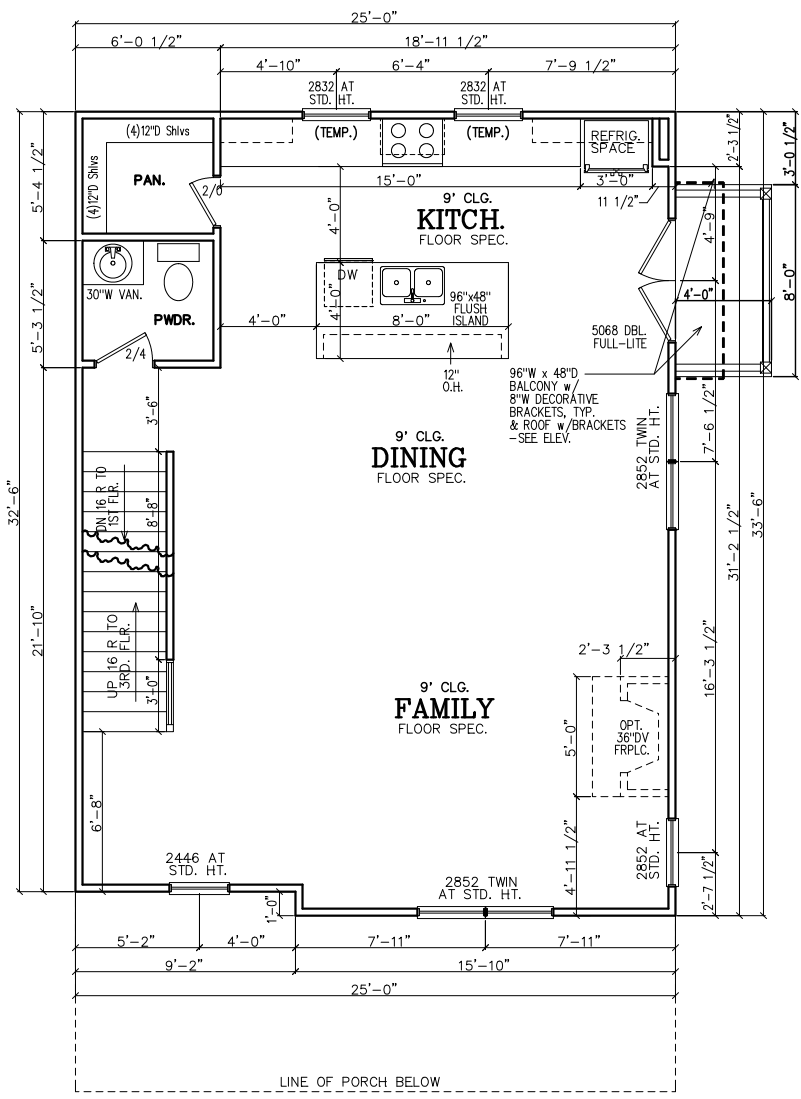 25'-0"
6'-0 1/2"
18'-11 1/2"
4'-10"
6'-4"
7'-9 1/2"
2832 AT
STD. HT.
2832 AT
STD. HT.
(4)12"D Shlvs
(TEMP.)
(TEMP.)
REFRIG.
SPACE
2'-3 1/2"
3'-0 1/2"
5'-4 1/2"
(4)12"D Shlvs
PAN.
2/0
15'-0"
3'-0"
11 1/2"
9' CLG.
KITCH.
FLOOR SPEC.
4'-0"
4'-9"
30"W VAN.
PWDR.
2/4
5'-3 1/2"
DW
4'-0"
96"x48"
FLUSH
ISLAND
4'-0"
8'-0"
4'-0"
8'-0"
5068 DBL.
FULL-LITE
12"
O.H.
96"W x 48"D
BALCONY w/
8"W DECORATIVE
BRACKETS, TYP.
& ROOF w/BRACKETS
-SEE ELEV.
3'-6"
7'-6 1/2"
2852 TWIN
AT STD. HT.
9' CLG.
DINING
FLOOR SPEC.
DN 16 R TO
1ST FLR.
8'-8"
32'-6"
31'-2 1/2"
33'-6"
21'-10"
UP 16 R TO
3RD. FLR.
3'-0"
2'-3 1/2"
16'-3 1/2"
9' CLG.
FAMILY
FLOOR SPEC.
5'-0"
OPT.
36"DV
FRPLC.
6'-8"
4'-11 1/2"
2852 AT
STD. HT.
2446 AT
STD. HT.
2852 TWIN
AT STD. HT.
2'-7 1/2"
1'-0"
5'-2"
4'-0"
7'-11"
7'-11"
9'-2"
15'-10"
25'-0"
LINE OF PORCH BELOW